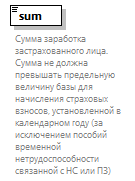 sum
Сумма заработка
застрахованного лица.
Сумма не должна
превышать предельную
величину базы для
начисления страховых
взносов, установленной в
календарном году (за
исключением пособий
временной
нетрудоспособности
связанной с НС или ПЗ)